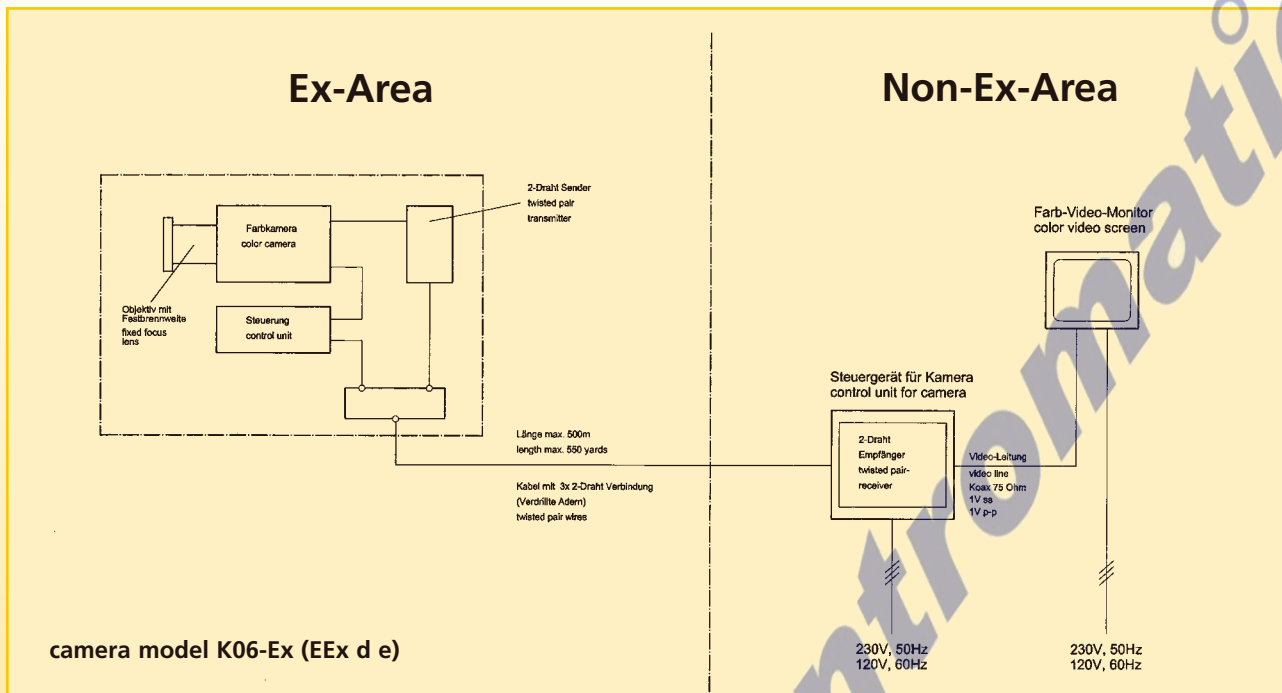 Ex-Area
Non-Ex-Area
2-Draht Sender
twisted pair
transmitter
Farbkamera
color camera
Objektiv mit
Festbrennweite
fixed focus
lens
Steuerung
control unit
Länge max. 500m
length max. 550 yards
Kabel mit 3x 2-Draht Verbindung
(Verdrillte Adern)
twisted pair wires
Farb-Video-Monitor
color video screen
Steuergerät für Kamera
control unit for camera
2-Draht
Empfänger
twisted pair-
receiver
Video-Leitung
video line
Koax 75 Ohm
1V ss
1V p-p
230V, 50Hz
120V, 60Hz
230V, 50Hz
120V, 60Hz
camera model K06-Ex (EEx d e)
ntromatic